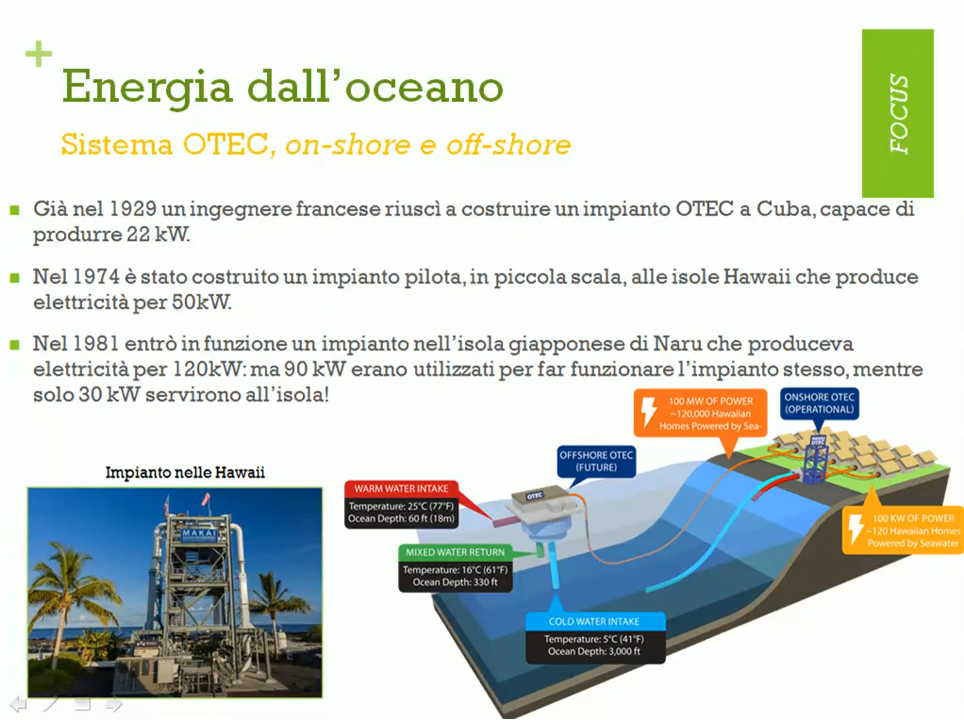 +
Energia dall'oceano
Sistema OTEC, on-shore e off-shore
FOCUS
Già nel 1929 un ingegnere francese riuscì a costruire un impianto OTEC a Cuba, capace di
produrre 22 kW.
Nel 1974 è stato costruito un impianto pilota, in piccola scala, alle isole Hawaii che produce
elettricità per 50kW.
Nel 1981 entrò in funzione un impianto nell'isola giapponese di Naru che produceva
elettricità per 120kW: ma 90 kW erano utilizzati per far funzionare l'impianto stesso, mentre
solo 30 kW servirono all'isola!
Impianto nelle Hawaii
MAKAI
100 MW OF POWER
~120,000 Hawaiian
Homes Powered by Sea-
ONSHORE OTEC
(OPERATIONAL)
OFFSHORE OTEC
(FUTURE)
MAKAI
OTEC
OTEC
WARM WATER INTAKE
Temperature: 25°C (77°F)
Ocean Depth: 60 ft (18m)
MIXED WATER RETURN
Temperature: 16°C (61°F)
Ocean Depth: 330 ft
COLD WATER INTAKE
Temperature: 5°C (41°F)
Ocean Depth: 3,000 ft
100 KW OF POWER
~120 Hawaiian Homes
Powered by Seawater